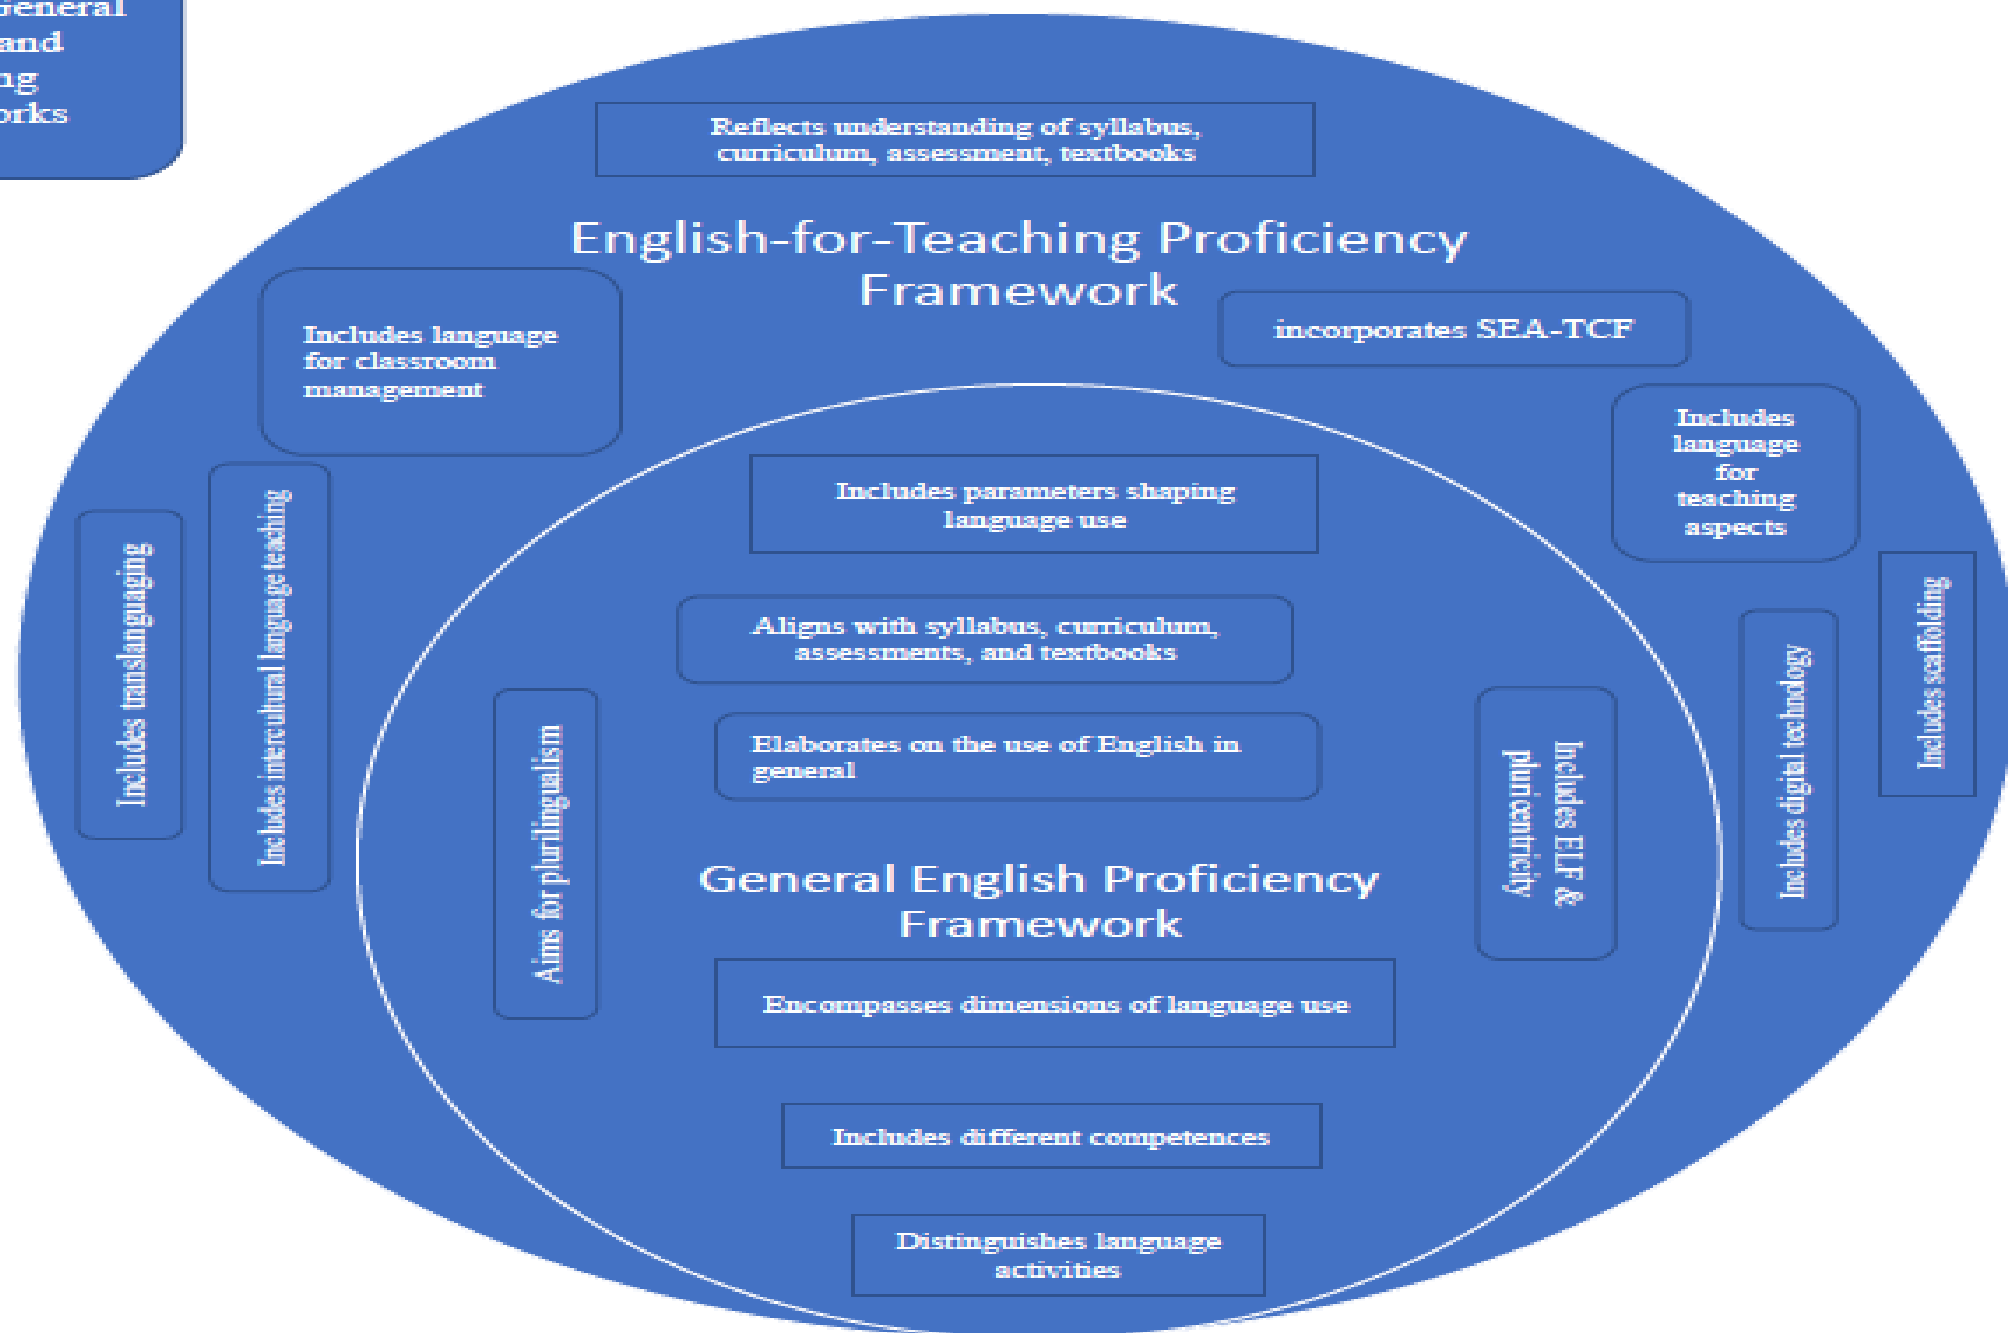 General
and
ng
orks
Reflects understanding of syllabus,
curriculum, assessment, textbooks
English-for-Teaching Proficiency
Framework
Includes language
for classroom
management
incorporates SEA-TCF
Includes
language
for
teaching
aspects
Includes translanguaging
Includes intercultural language teaching
Includes parameters shaping
language use
Aligns with syllabus, curriculum,
assessments, and textbooks
Elaborates on the use of English in
general
Aims for plurilingualism
Includes ELF &
pluricentricity
Includes digital technology
Includes scaffolding
General English Proficiency
Framework
Encompasses dimensions of language use
Includes different competences
Distinguishes language
activities